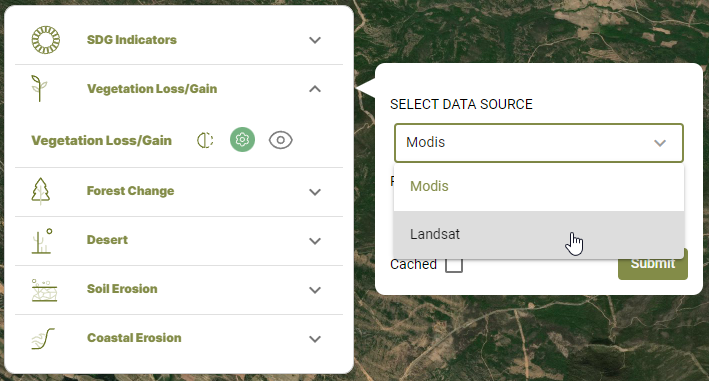 SDG Indicators
Vegetation Loss/Gain
Vegetation Loss/Gain
Forest Change
Desert
Soil Erosion
Coastal Erosion
SELECT DATA SOURCE
Modis
Modis
Landsat
Cached
Submit